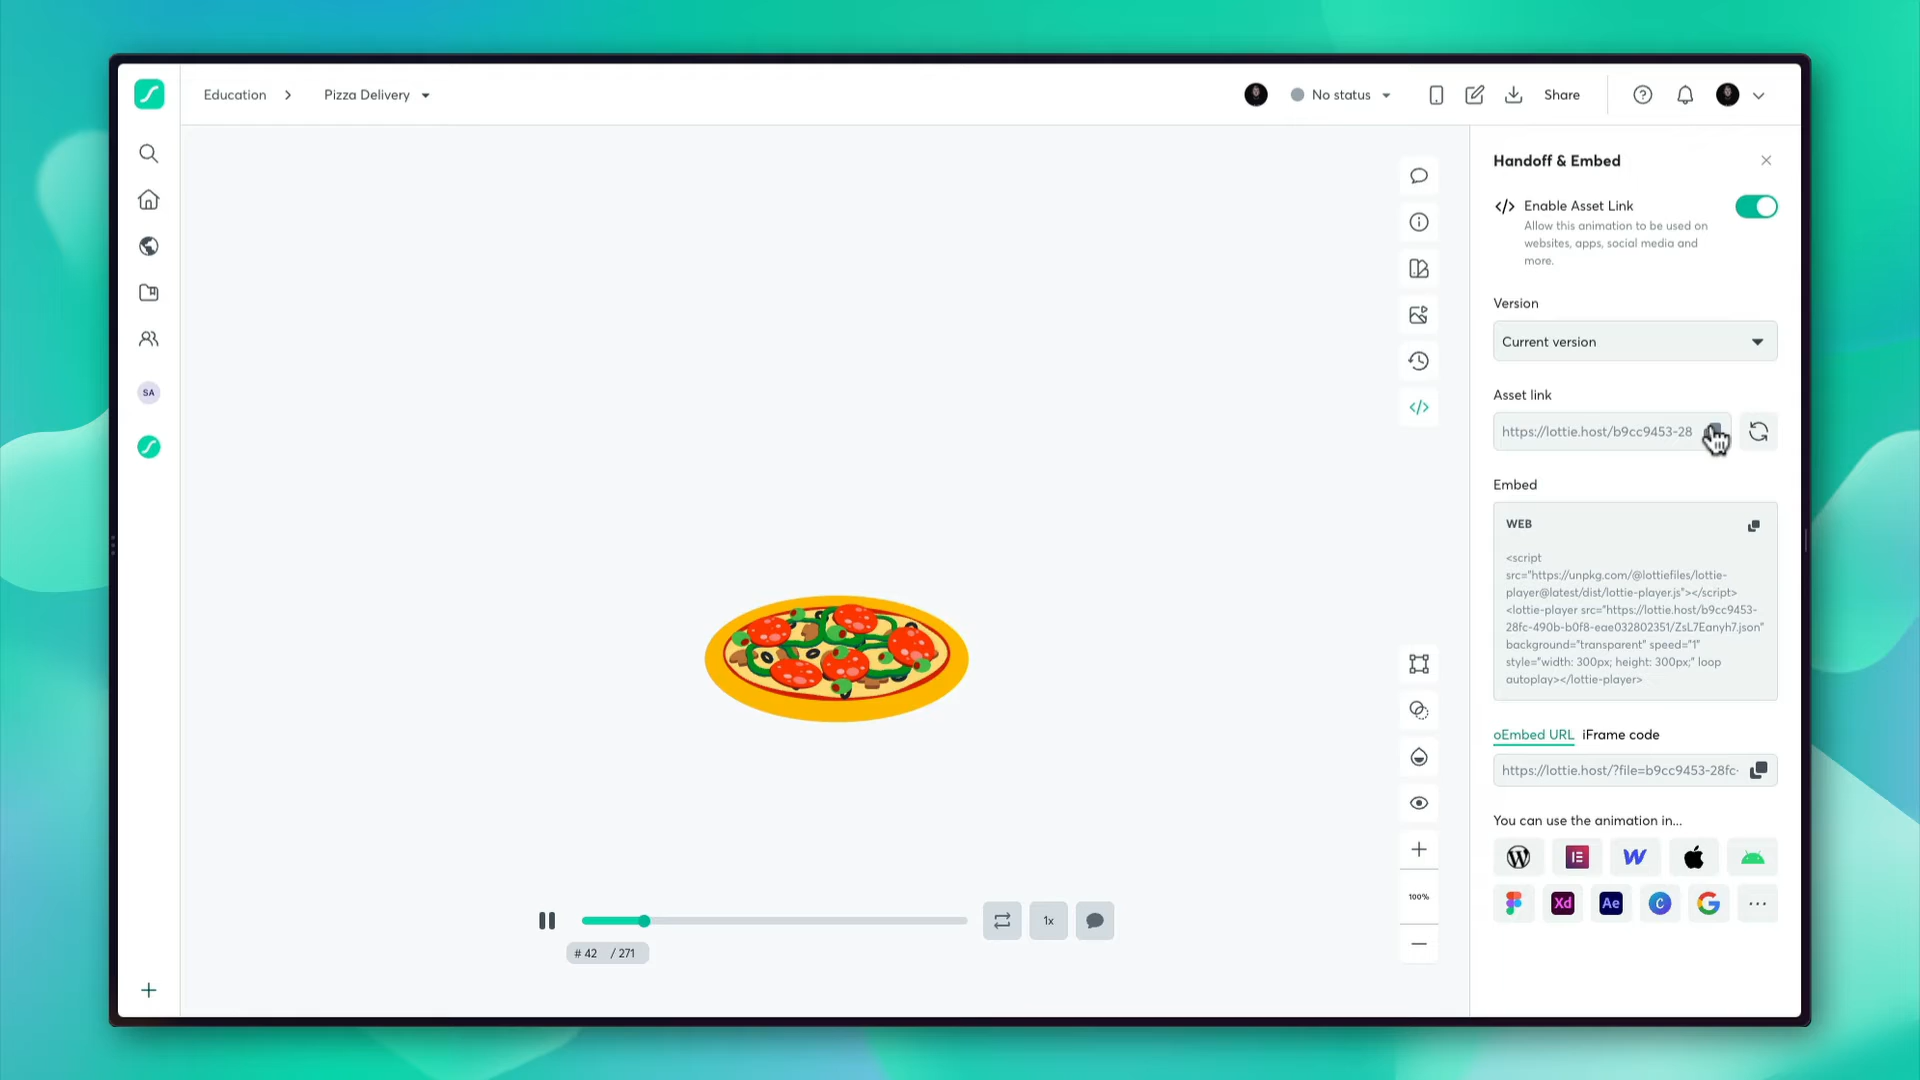 Education
Pizza Delivery
No status
Share
SA
# 42 / 271
1x
100%
Handoff & Embed
Enable Asset Link
Allow this animation to be used on
websites, apps, social media and
more.
Version
Current version
Asset link
https://lottie.host/b9cc9453-28
Embed
WEB
<script
src="https://unpkg.com/@lottiefiles/lottie-
player@latest/dist/lottie-player.js"></script>
<lottie-player src="https://lottie.host/b9cc9453-
28fc-490b-b0f8-eae032802351/ZsL7Eanyh7.json"
background="transparent" speed="1"
style="width: 300px; height: 300px;" loop
autoplay></lottie-player>
oEmbed URL iFrame code
https://lottie.host/?file=b9cc9453-28fc-
You can use the animation in...
Xd
Ae